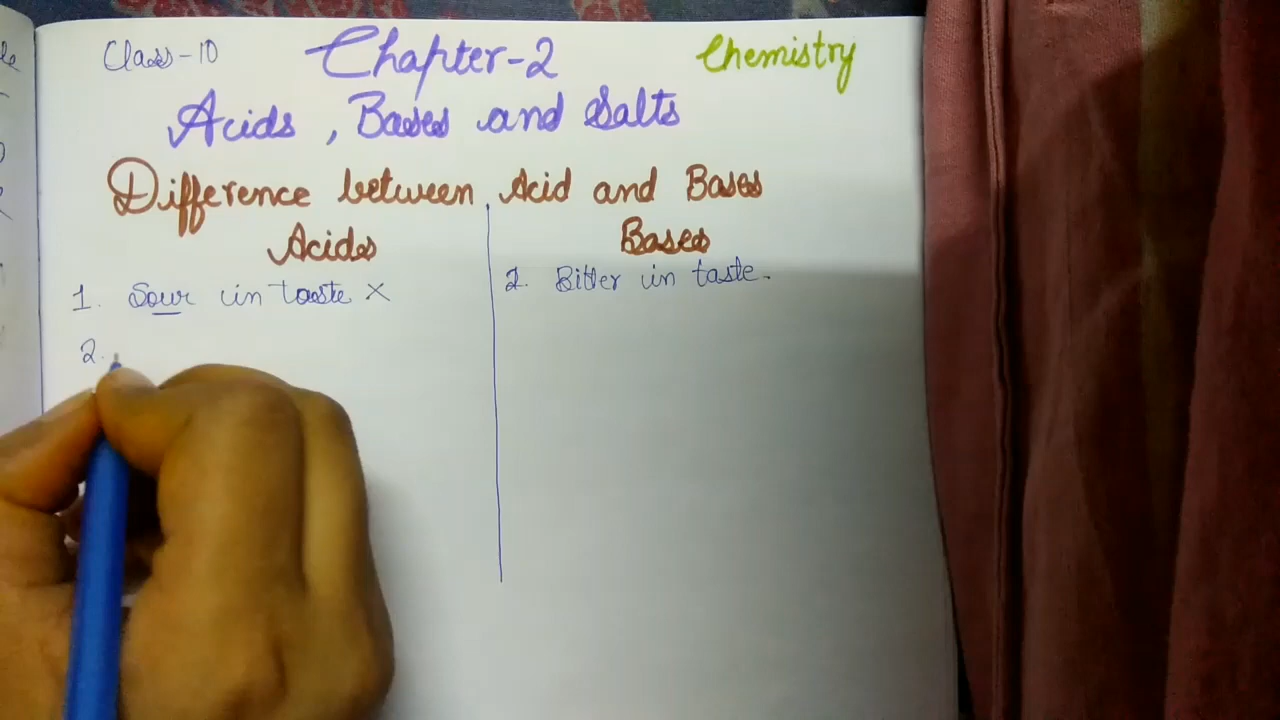 Class-10 Chapter-2 Chemistry
Acids, Bases and Salts
Difference between Acid and Bases
Acids Bases
1. Sour in taste × 2. Bitter in taste.
2.